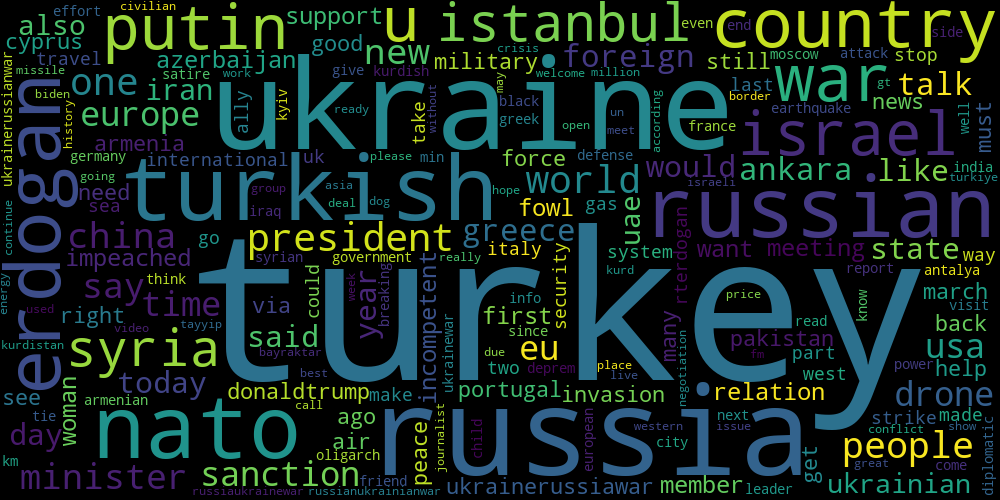 effort
civilian
also
putin
support
u
istanbul
even
end
country
side
cyprus
travel
azerbaijan
good
new
foreign
still
moscow
attack
stop
missile
biden
one
satire
work
give
kurdish
crisis
military
welcome
million
war
last
gt
talk
news
iran
ukraine
kyiv
ally
ready
may
border
europe
history
black
greek
take
without
open
un
meet
according
france
earthquake
israel
must
well
ukrainerussianwar
erdogan
armenia
germany
going
international
turkish
please
uk
min
force
defense
would
ankara
like
india
turkiye
need
sea
group
iraq
asia
deal
dog
hope
world
israeli
fowl
gas
uae
russian
china
go
president
greece
italy
system
kurd
want
meeting
rterdogan
state
way
impeached
syrian
government
really
think
say
time
via
could
year
week
breaking
incompetent
turkey
security
info
first
since
price
many
report
know
antalya
march
visit
continue
energy
used
right
said
syria
video
tayyip
bayraktar
ukrainewar
two
due
eu
place
live
negotiation
fm
read
pakistan
part
back
usa
kurdistan
see
today
best
donaldtrump
make
portugal
deprem
invasion
relation
west
power
help
drone
tie
armenian
woman
nato
call
ago
peace
journalist
russia
child
european
western
issue
city
next
strike
made
conflict
show
day
km
air
oligarch
friend
people
get
great
come
diplomatic
minister
sanction
russiaukrainewar
russianukrainianwar
ukrainerussiawar
member
leader
ukrainian